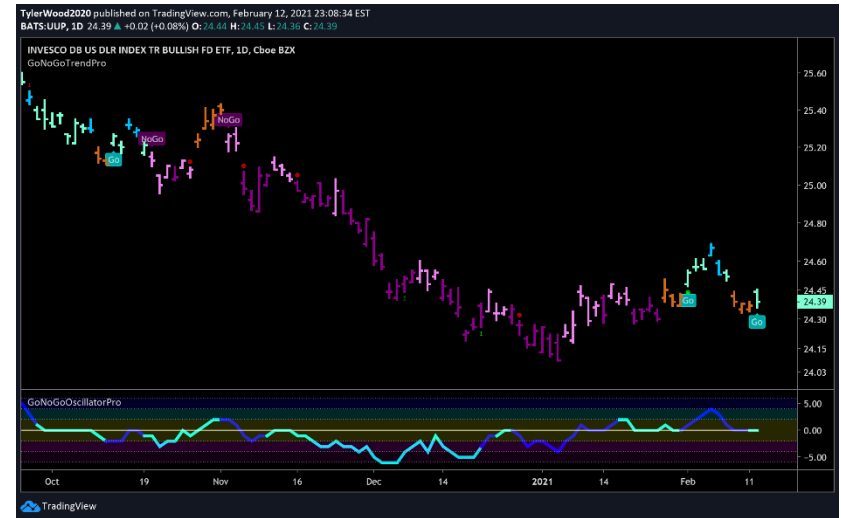 TylerWood2020 published on TradingView.com, February 12, 2021 23:08:34 EST
BATS:UUP, 1D 24.39 ▲ +0.02 (+0.08%) O:24.44 H:24.45 L:24.36 C:24.39
INVESCO DB US DLR INDEX TR BULLISH FD ETF, 1D, Cboe BZX
GoNoGoTrendPro
25.60
25.40
25.20
25.00
24.80
24.60
24.45
24.39
24.30
24.15
24.03
NoGo
NoGo
Go
Go
Go
1
2
GoNoGoOscillatorPro
5.00
0.00
−5.00
Oct 19 Nov 16 Dec 14 2021 14 Feb 11
TradingView